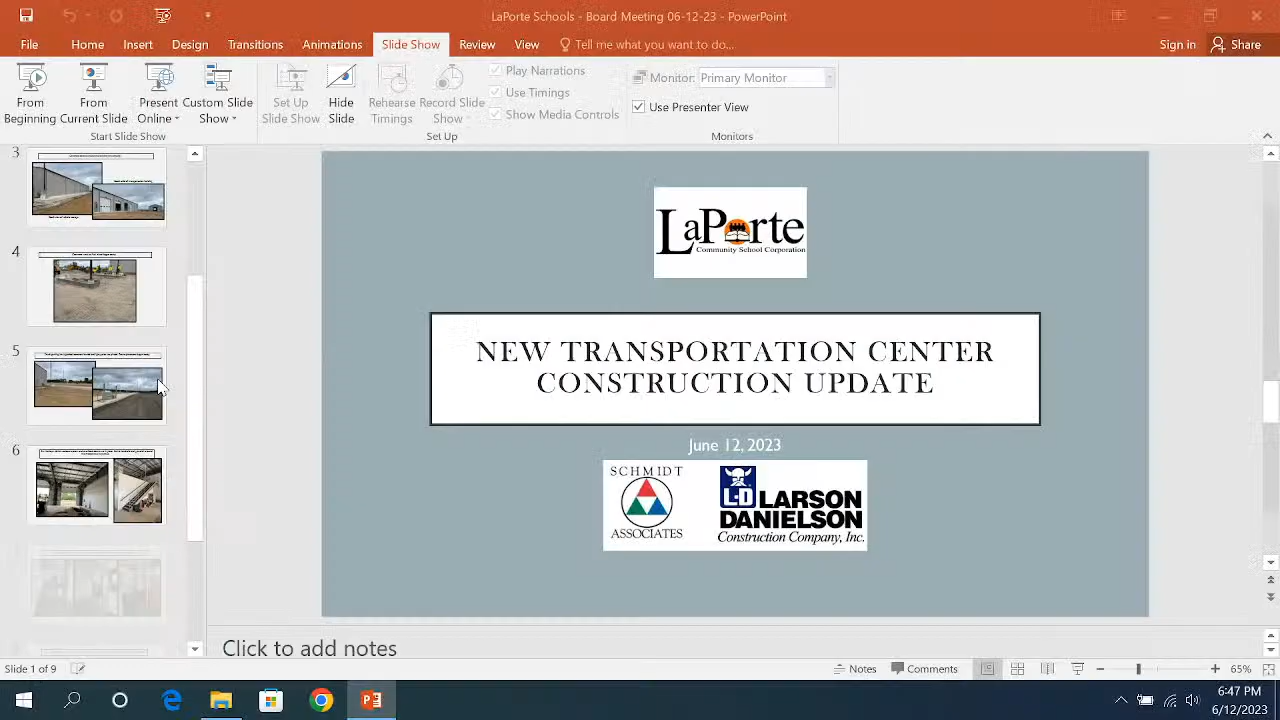 LaPorte Schools - Board Meeting 06-12-23 - PowerPoint
File Home Insert Design Transitions Animations Slide Show Review View Tell me what you want to do... Sign in Share
From Beginning
From Current Slide
Present Online
Custom Slide Show
Start Slide Show
Set Up Slide Show
Hide Slide
Rehearse Timings
Record Slide Show
Play Narrations
Use Timings
Show Media Controls
Set Up
Monitor: Primary Monitor
Use Presenter View
Monitors
3
4
5
6
LaPorte
Community School Corporation
NEW TRANSPORTATION CENTER
CONSTRUCTION UPDATE
June 12, 2023
SCHMIDT
ASSOCIATES
L-D LARSON
DANIELSON
Construction Company, Inc.
Click to add notes
Slide 1 of 9 Notes Comments 65%
6:47 PM
6/12/2023